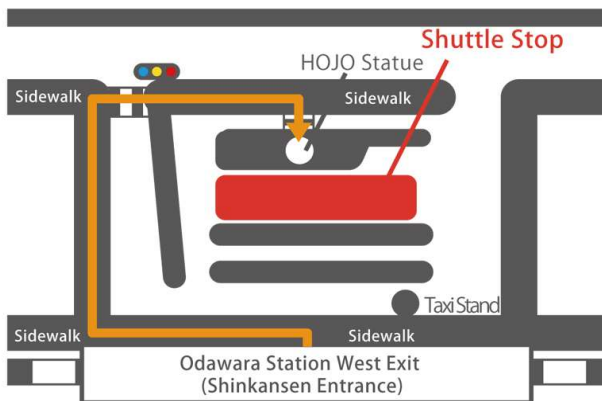 Shuttle Stop
HOJO Statue
Sidewalk
Sidewalk
Taxi Stand
Sidewalk
Sidewalk
Odawara Station West Exit
(Shinkansen Entrance)